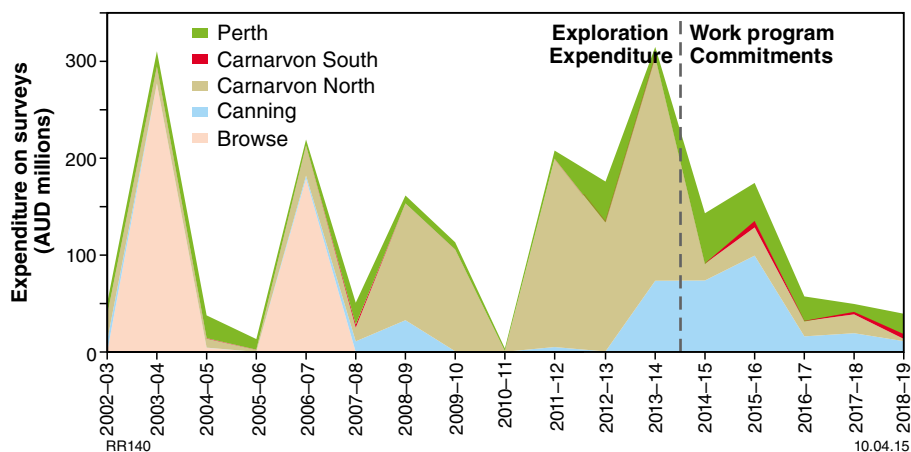 Expenditure on surveys
(AUD millions)
300
200
100
0
Perth
Carnarvon South
Carnarvon North
Canning
Browse
Exploration
Expenditure
Work program
Commitments
2002–03
2003–04
2004–05
2005–06
2006–07
2007–08
2008–09
2009–10
2010–11
2011–12
2012–13
2013–14
2014–15
2015–16
2016–17
2017–18
2018–19
RR140
10.04.15